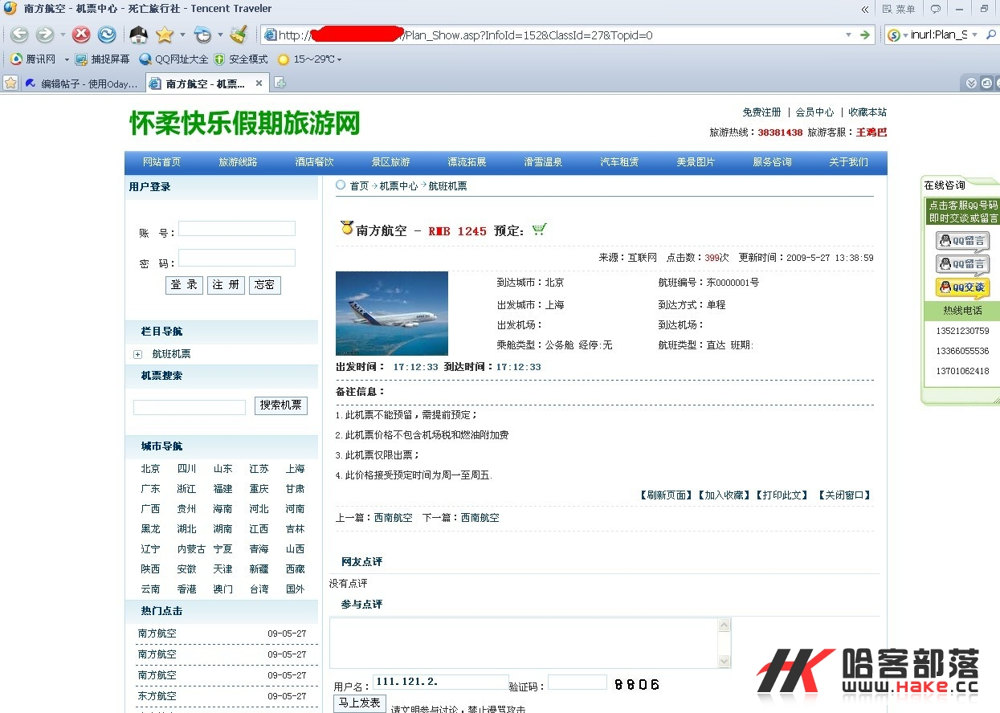 南方航空 - 机票中心 - 死亡旅行社 - Tencent Traveler
菜单
http://
/Plan_Show.asp?InfoId=152&ClassId=27&Topid=0
inurl:Plan_S
腾讯网 捕捉屏幕 QQ网址大全 安全模式 15～29℃
编辑帖子 - 使用Oday... 南方航空 - 机票...
怀柔快乐假期旅游网
免费注册 | 会员中心 | 收藏本站
旅游热线：38381438 旅游客服：王鸡巴
网站首页 旅游线路 酒店餐饮 景区旅游 漂流拓展 滑雪温泉 汽车租赁 美景图片 服务咨询 关于我们
用户登录
账 号：
密 码：
登 录 注 册 忘密
栏目导航
航班机票
机票搜索
搜索机票
城市导航
北京 四川 山东 江苏 上海
广东 浙江 福建 重庆 甘肃
广西 贵州 海南 河北 河南
黑龙 湖北 湖南 江西 吉林
辽宁 内蒙古 宁夏 青海 山西
陕西 安徽 天津 新疆 西藏
云南 香港 澳门 台湾 国外
热门点击
南方航空 09-05-27
南方航空 09-05-27
南方航空 09-05-27
东方航空 09-05-27
首页 机票中心 航班机票
南方航空 - RMB 1245 预定：
来源：互联网 点击数：399次 更新时间：2009-5-27 13:38:59
到达城市：北京 航班编号：东0000001号
出发城市：上海 到达方式：单程
出发机场： 到达机场：
乘舱类型：公务舱 经停:无 航班类型：直达 班期:
出发时间： 17:12:33 到达时间：17:12:33
备注信息：
1. 此机票不能预留，需提前预定；
2. 此机票价格不包含机场税和燃油附加费
3. 此机票仅限出票；
4. 此价格接受预定时间为周一至周五.
【刷新页面】【加入收藏】【打印此文】 【关闭窗口】
上一篇：西南航空 下一篇：西南航空
网友点评
没有点评
参与点评
用户名： 111.121.2. 验证码： 8806
马上发表 请文明参与讨论，禁止漫骂攻击
在线咨询
点击客服QQ号码
即时交谈或留言
QQ留言
QQ留言
QQ交谈
热线电话
13521230759
13366055536
13701062418
HK 哈客部落
www.HAKE.cc